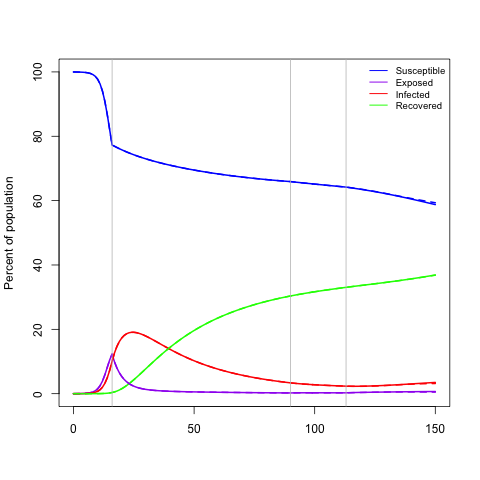 Susceptible
Exposed
Infected
Recovered
Percent of population
100
80
60
40
20
0
0 50 100 150